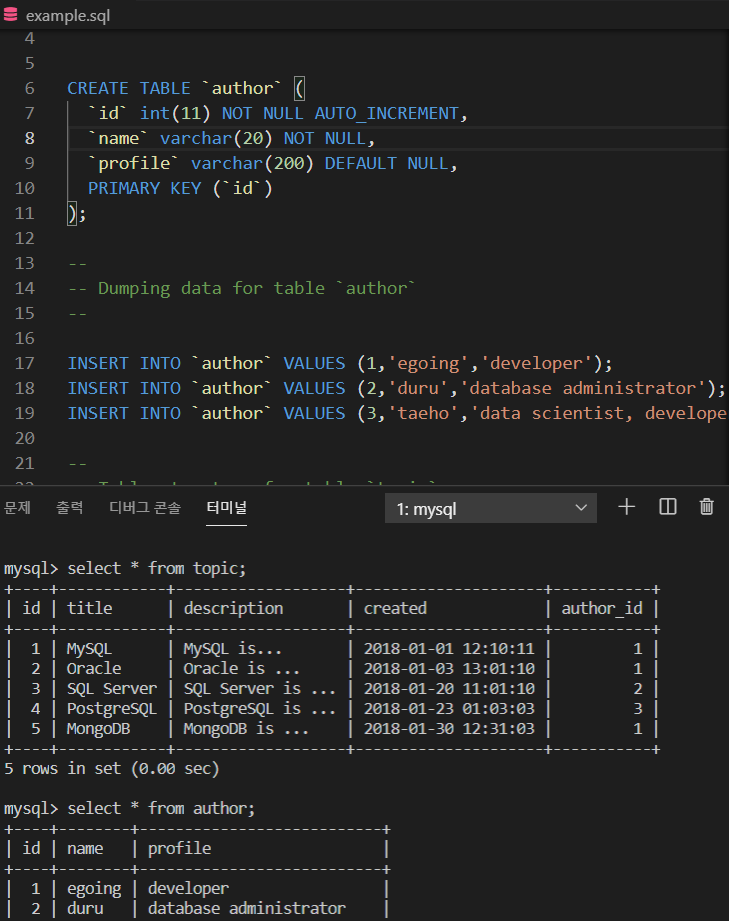 example.sql
4
5
6 CREATE TABLE `author` (
7 `id` int(11) NOT NULL AUTO_INCREMENT,
8 `name` varchar(20) NOT NULL,
9 `profile` varchar(200) DEFAULT NULL,
10 PRIMARY KEY (`id`)
11 );
12
13 --
14 -- Dumping data for table `author`
15 --
16
17 INSERT INTO `author` VALUES (1,'egoing','developer');
18 INSERT INTO `author` VALUES (2,'duru','database administrator');
19 INSERT INTO `author` VALUES (3,'taeho','data scientist, develope
20
21 --
문제 출력 디버그 콘솔 터미널 1: mysql
mysql> select * from topic;
+----+------------+--------------------+---------------------+-----------+
| id | title | description | created | author_id |
+----+------------+--------------------+---------------------+-----------+
| 1 | MySQL | MySQL is... | 2018-01-01 12:10:11 | 1 |
| 2 | Oracle | Oracle is ... | 2018-01-03 13:01:10 | 1 |
| 3 | SQL Server | SQL Server is ... | 2018-01-20 11:01:10 | 2 |
| 4 | PostgreSQL | PostgreSQL is ... | 2018-01-23 01:03:03 | 3 |
| 5 | MongoDB | MongoDB is ... | 2018-01-30 12:31:03 | 1 |
+----+------------+--------------------+---------------------+-----------+
5 rows in set (0.00 sec)
mysql> select * from author;
+----+--------+---------------------------+
| id | name | profile |
+----+--------+---------------------------+
| 1 | egoing | developer |
| 2 | duru | database administrator |